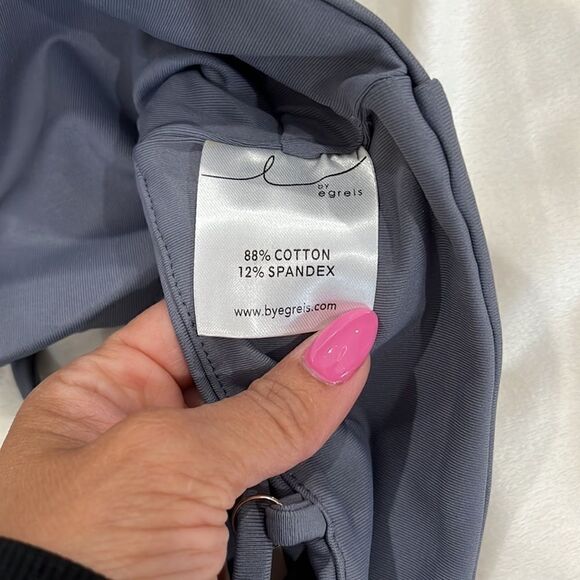 BY
egreis
88% COTTON
12% SPANDEX
www.byegreis.com